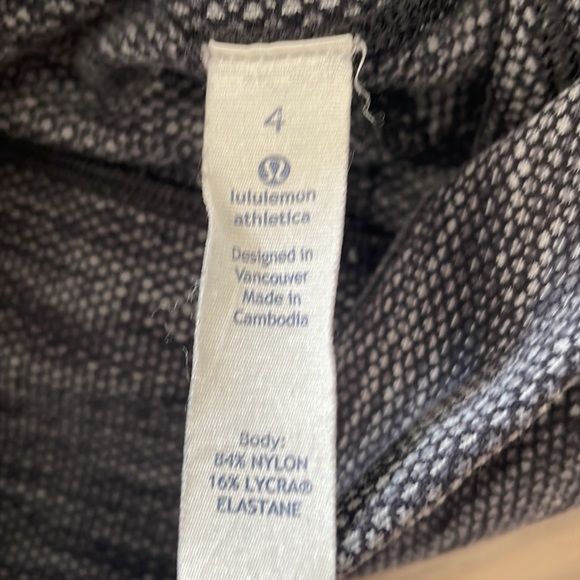 4
lululemon
athletica
Designed in
Vancouver
Made in
Cambodia
Body:
84% NYLON
16% LYCRA®
ELASTANE